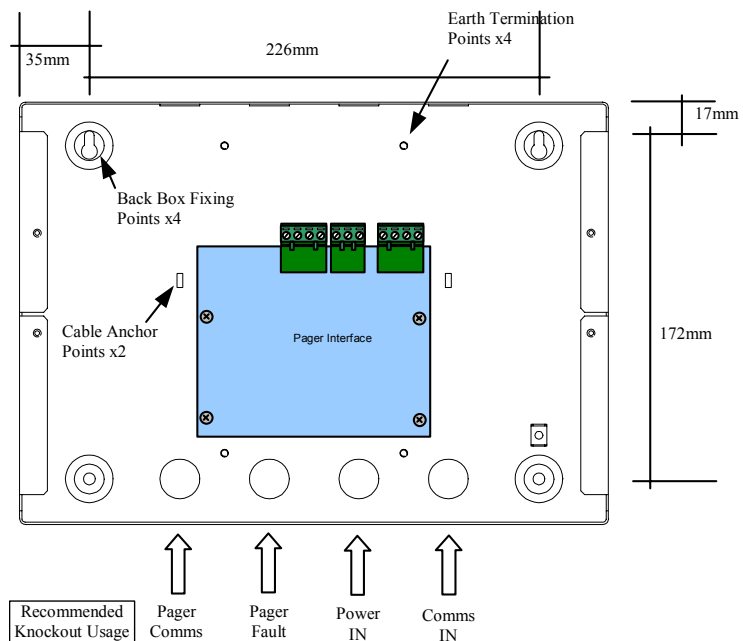 Earth Termination
Points x4
226mm
35mm
17mm
Back Box Fixing
Points x4
Cable Anchor
Points x2
Pager Interface
172mm
Recommended
Knockout Usage
Pager
Comms
Pager
Fault
Power
IN
Comms
IN